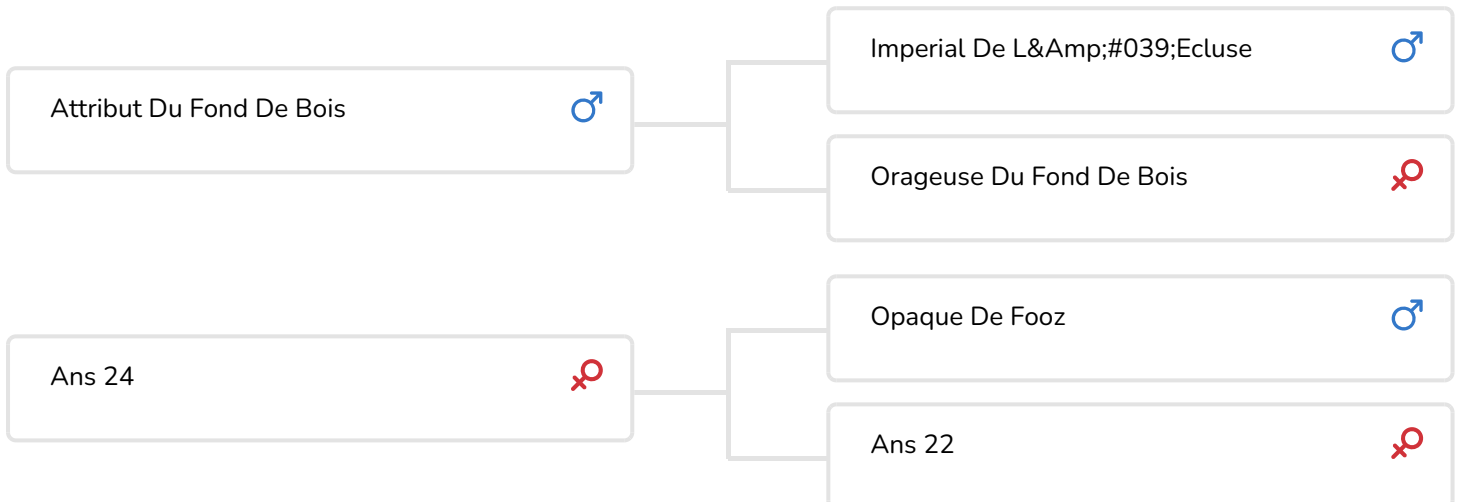 Imperial De L&Amp;#039;Ecluse
Attribut Du Fond De Bois
Orageuse Du Fond De Bois
Opaque De Fooz
Ans 24
Ans 22